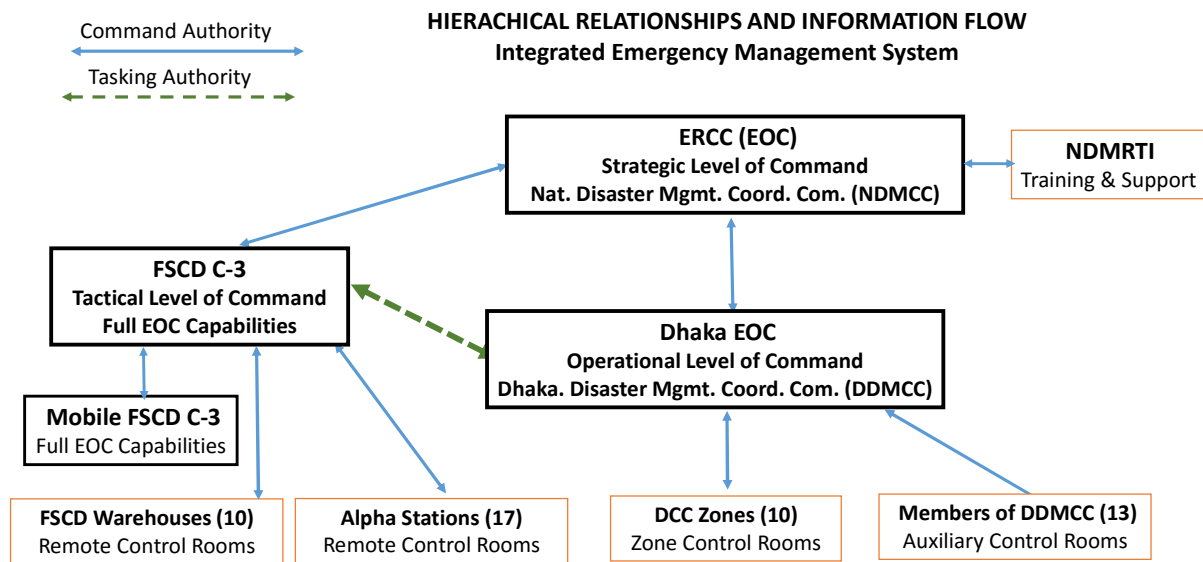 HIERACHICAL RELATIONSHIPS AND INFORMATION FLOW
Integrated Emergency Management System
Command Authority
Tasking Authority
ERCC (EOC)
Strategic Level of Command
Nat. Disaster Mgmt. Coord. Com. (NDMCC)
NDMRTI
Training & Support
FSCD C-3
Tactical Level of Command
Full EOC Capabilities
Dhaka EOC
Operational Level of Command
Dhaka. Disaster Mgmt. Coord. Com. (DDMCC)
Mobile FSCD C-3
Full EOC Capabilities
FSCD Warehouses (10)
Remote Control Rooms
Alpha Stations (17)
Remote Control Rooms
DCC Zones (10)
Zone Control Rooms
Members of DDMCC (13)
Auxiliary Control Rooms